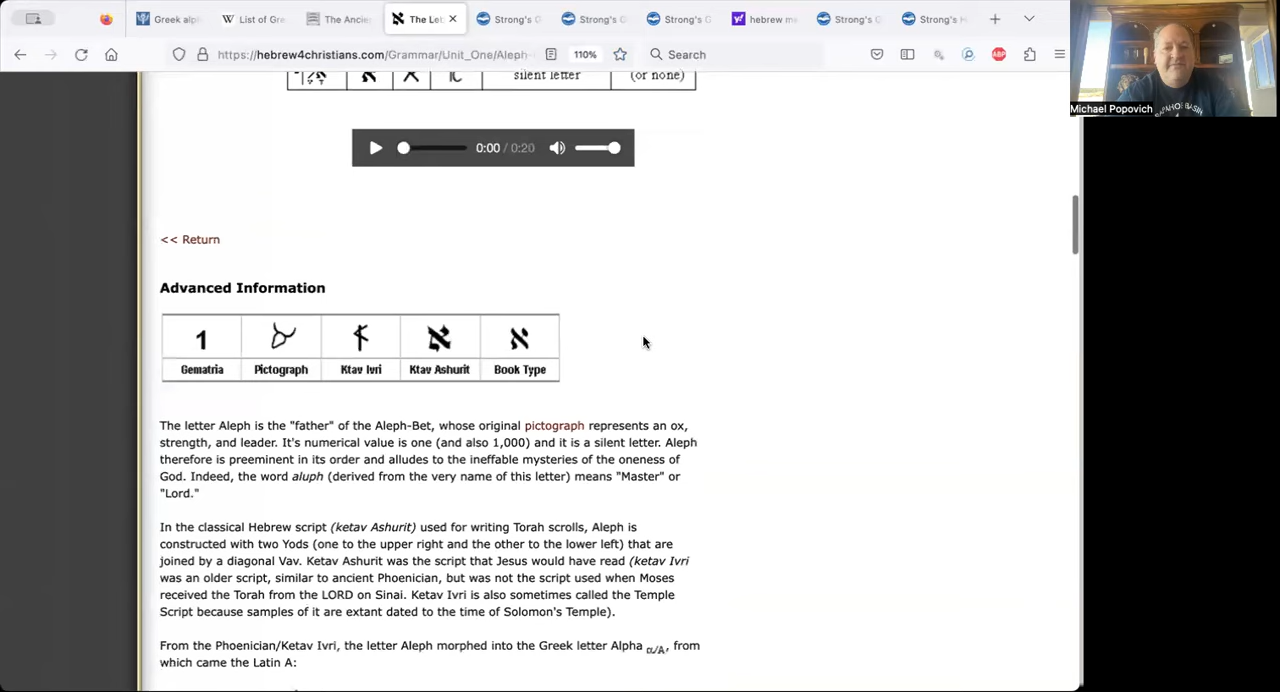 Greek alph
List of Gre
The Ancie
The Let
Strong's G
Strong's G
Strong's G
hebrew me
Strong's G
Strong's H
https://hebrew4christians.com/Grammar/Unit_One/Aleph-
110%
Search
ABP
א א silent letter (or none)
0:00 / 0:20
Michael Popovich
<< Return
Advanced Information
1 א א
Gematria Pictograph Ktav Ivri Ktav Ashurit Book Type
The letter Aleph is the "father" of the Aleph-Bet, whose original pictograph represents an ox,
strength, and leader. It's numerical value is one (and also 1,000) and it is a silent letter. Aleph
therefore is preeminent in its order and alludes to the ineffable mysteries of the oneness of
God. Indeed, the word aluph (derived from the very name of this letter) means "Master" or
"Lord."
In the classical Hebrew script (ketav Ashurit) used for writing Torah scrolls, Aleph is
constructed with two Yods (one to the upper right and the other to the lower left) that are
joined by a diagonal Vav. Ketav Ashurit was the script that Jesus would have read (ketav Ivri
was an older script, similar to ancient Phoenician, but was not the script used when Moses
received the Torah from the LORD on Sinai. Ketav Ivri is also sometimes called the Temple
Script because samples of it are extant dated to the time of Solomon's Temple).
From the Phoenician/Ketav Ivri, the letter Aleph morphed into the Greek letter Alpha α/A, from
which came the Latin A: